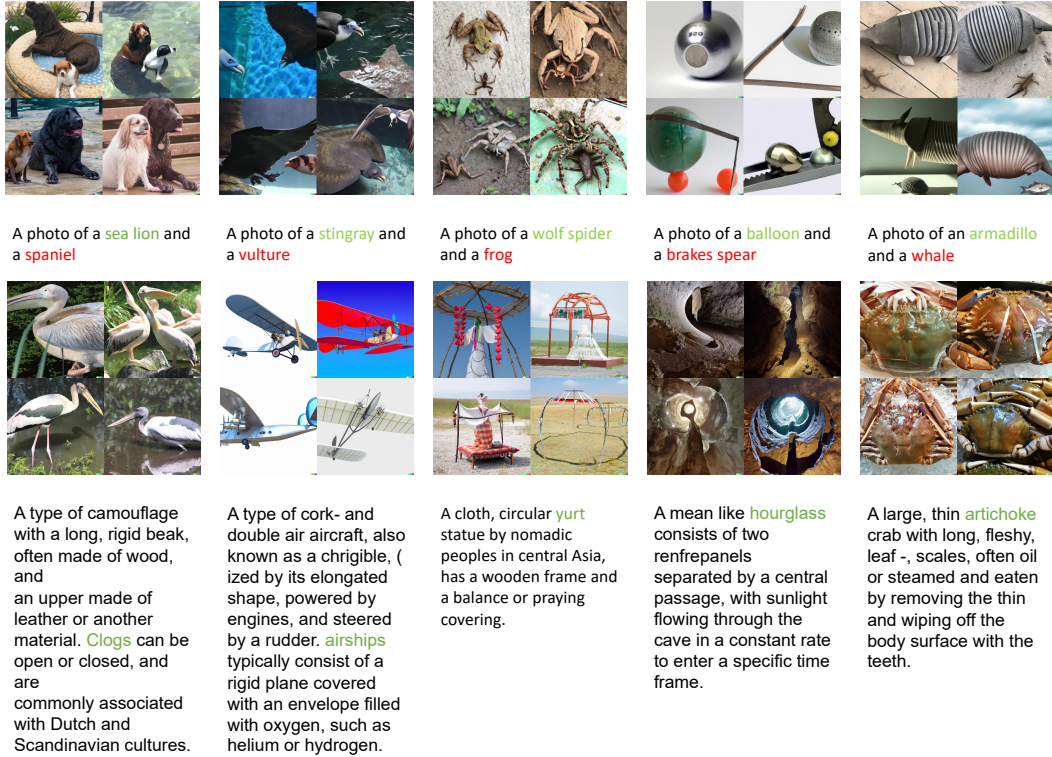 A photo of a sea lion and
a spaniel
A photo of a stingray and
a vulture
A photo of a wolf spider
and a frog
A photo of a balloon and
a brakes spear
A photo of an armadillo
and a whale
A type of camouflage
with a long, rigid beak,
often made of wood,
and
an upper made of
leather or another
material. Clogs can be
open or closed, and
are
commonly associated
with Dutch and
Scandinavian cultures.
A type of cork- and
double air aircraft, also
known as a chrigible, (
ized by its elongated
shape, powered by
engines, and steered
by a rudder. airships
typically consist of a
rigid plane covered
with an envelope filled
with oxygen, such as
helium or hydrogen.
A cloth, circular yurt
statue by nomadic
peoples in central Asia,
has a wooden frame and
a balance or praying
covering.
A mean like hourglass
consists of two
renfrepanels
separated by a central
passage, with sunlight
flowing through the
cave in a constant rate
to enter a specific time
frame.
A large, thin artichoke
crab with long, fleshy,
leaf -, scales, often oil
or steamed and eaten
by removing the thin
and wiping off the
body surface with the
teeth.